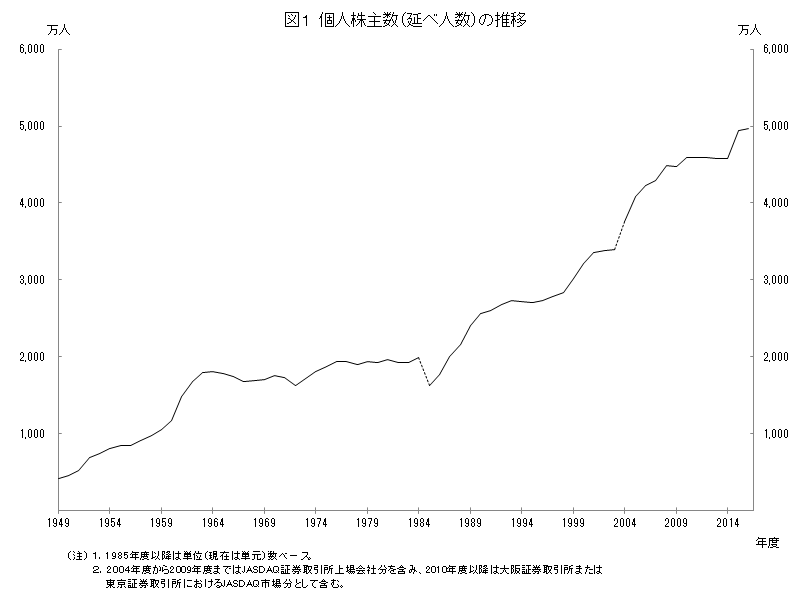 図1 個人株主数(延べ人数)の推移
万人
万人
6,000
6,000
5,000
5,000
4,000
4,000
3,000
3,000
2,000
2,000
1,000
1,000
1949 1954 1959 1964 1969 1974 1979 1984 1989 1994 1999 2004 2009 2014
年度
(注) 1. 1985年度以降は単位(現在は単元)数ベース。
2. 2004年度から2009年度まではJASDAQ証券取引所上場会社分を含み、2010年度以降は大阪証券取引所または
東京証券取引所におけるJASDAQ市場分として含む。